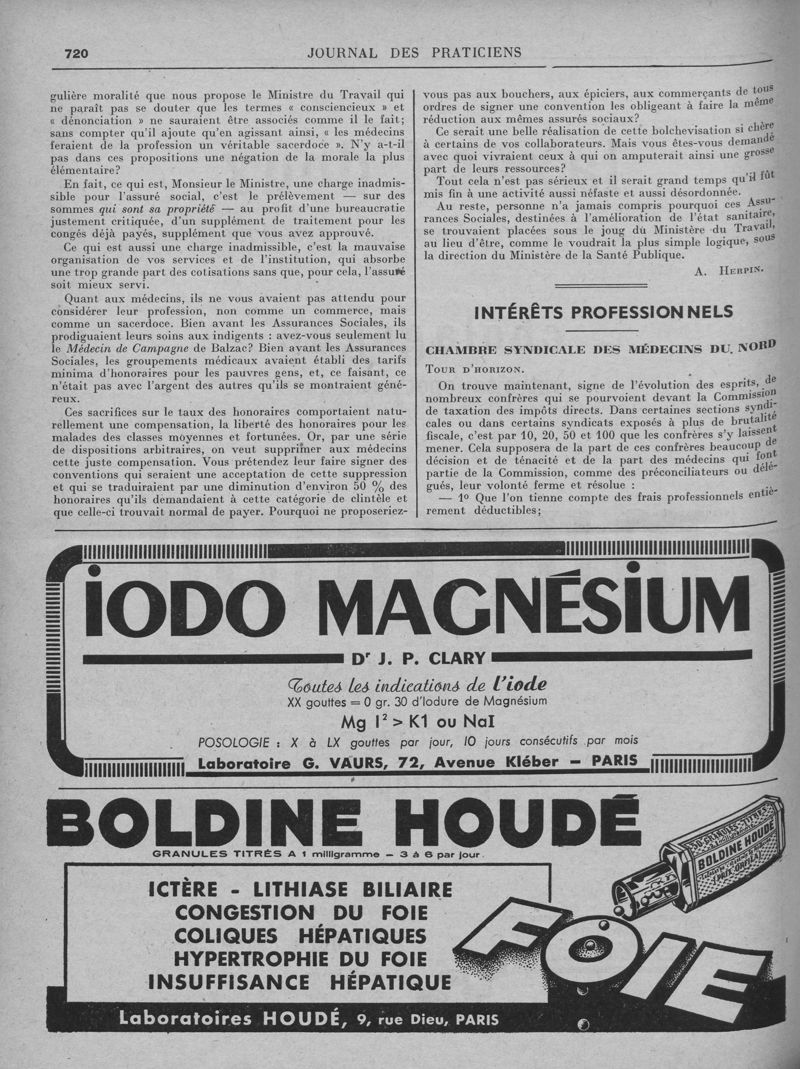 720
JOURNAL DES PRATICIENS
gulière moralité que nous propose le Ministre du Travail qui
ne paraît pas se douter que les termes « consciencieux » et
« dénonciation » ne sauraient être associés comme il le fait;
sans compter qu'il ajoute qu'en agissant ainsi, « les médecins
feraient de la profession un véritable sacerdoce ». N'y a-t-il
pas dans ces propositions une négation de la morale la plus
élémentaire?
En fait, ce qui est, Monsieur le Ministre, une charge inadmis-
sible pour l'assuré social, c'est le prélèvement — sur des
sommes qui sont sa propriété — au profit d'une bureaucratie
justement critiquée, d'un supplément de traitement pour les
congés déjà payés, supplément que vous avez approuvé.
Ce qui est aussi une charge inadmissible, c'est la mauvaise
organisation de vos services et de l'institution, qui absorbe
une trop grande part des cotisations sans que, pour cela, l'assuré
soit mieux servi.
Quant aux médecins, ils ne vous avaient pas attendu pour
considérer leur profession, non comme un commerce, mais
comme un sacerdoce. Bien avant les Assurances Sociales, ils
prodiguaient leurs soins aux indigents : avez-vous seulement lu
le Médecin de Campagne de Balzac? Bien avant les Assurances
Sociales, les groupements médicaux avaient établi des tarifs
minima d'honoraires pour les pauvres gens, et, ce faisant, ce
n'était pas avec l'argent des autres qu'ils se montraient géné-
reux.
Ces sacrifices sur le taux des honoraires comportaient natu-
rellement une compensation, la liberté des honoraires pour les
malades des classes moyennes et fortunées. Or, par une série
de dispositions arbitraires, on veut supprimer aux médecins
cette juste compensation. Vous prétendez leur faire signer des
conventions qui seraient une acceptation de cette suppression
et qui se traduiraient par une diminution d'environ 50 % des
honoraires qu'ils demandaient à cette catégorie de clintèle et
que celle-ci trouvait normal de payer. Pourquoi ne proposeriez-
vous pas aux bouchers, aux épiciers, aux commerçants de tous
ordres de signer une convention les obligeant à faire la même
réduction aux mêmes assurés sociaux?
Ce serait une belle réalisation de cette bolchevisation si chère
à certains de vos collaborateurs. Mais vous êtes-vous demandé
avec quoi vivraient ceux à qui on amputerait ainsi une grosse
part de leurs ressources?
Tout cela n'est pas sérieux et il serait grand temps qu'il fût
mis fin à une activité aussi néfaste et aussi désordonnée.
Au reste, personne n'a jamais compris pourquoi ces Assu-
rances Sociales, destinées à l'amélioration de l'état sanitaire,
se trouvaient placées sous le joug du Ministère du Travail,
au lieu d'être, comme le voudrait la plus simple logique, sous
la direction du Ministère de la Santé Publique.
A. HERPIN.
INTÉRÊTS PROFESSIONNELS
CHAMBRE SYNDICALE DES MÉDECINS DU NORD
TOUR D'HORIZON.
On trouve maintenant, signe de l'évolution des esprits, de
nombreux confrères qui se pourvoient devant la Commission
de taxation des impôts directs. Dans certaines sections syndi-
cales ou dans certains syndicats exposés à plus de brutalité
fiscale, c'est par 10, 20, 50 et 100 que les confrères s'y laissent
mener. Cela supposera de la part de ces confrères beaucoup de
décision et de ténacité et de la part des médecins qui font
partie de la Commission, comme des préconciliateurs ou délé-
gués, leur volonté ferme et résolue :
— 1º Que l'on tienne compte des frais professionnels entiè-
rement déductibles;
IODO MAGNÉSIUM
Dr J. P. CLARY
Toutes les indications de l'iode
XX gouttes = 0 gr. 30 d'Iodure de Magnésium
Mg I² > K1 ou NaI
POSOLOGIE : X à LX gouttes par jour, 10 jours consécutifs par mois
Laboratoire G. VAURS, 72, Avenue Kléber — PARIS
BOLDINE HOUDÉ
GRANULES TITRÉS A 1 milligramme — 3 à 6 par jour.
ICTÈRE - LITHIASE BILIAIRE
CONGESTION DU FOIE
COLIQUES HÉPATIQUES
HYPERTROPHIE DU FOIE
INSUFFISANCE HÉPATIQUE
BOLDINE HOUDÉ
FOIE
Laboratoires HOUDÉ, 9, rue Dieu, PARIS